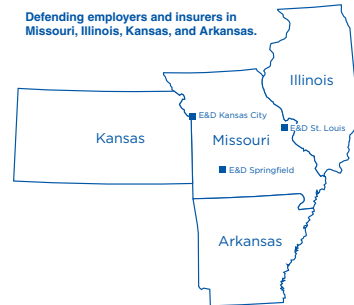 Defending employers and insurers in
Missouri, Illinois, Kansas, and Arkansas.
Illinois
E&D Kansas City
E&D St. Louis
Kansas
Missouri
E&D Springfield
Arkansas